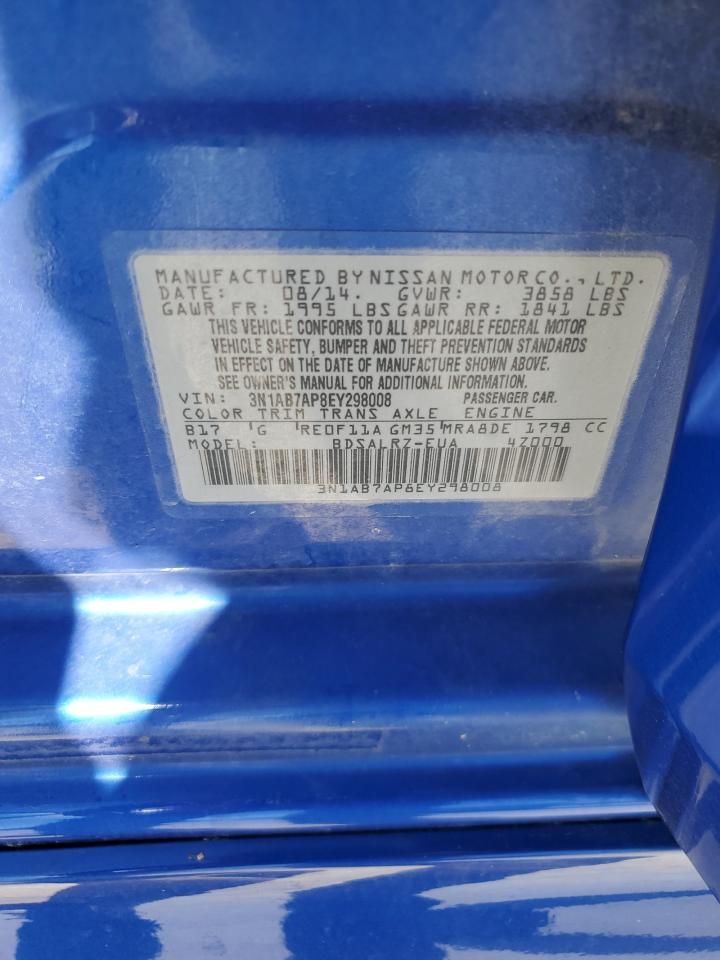 MANUFACTURED BY NISSAN MOTOR CO., LTD.
DATE: 08/14. GVWR: 3858 LBS
GAWR FR: 1995 LBS GAWR RR: 1841 LBS
THIS VEHICLE CONFORMS TO ALL APPLICABLE FEDERAL MOTOR
VEHICLE SAFETY, BUMPER AND THEFT PREVENTION STANDARDS
IN EFFECT ON THE DATE OF MANUFACTURE SHOWN ABOVE.
SEE OWNER'S MANUAL FOR ADDITIONAL INFORMATION.
VIN: 3N1AB7AP8EY298008 PASSENGER CAR.
COLOR TRIM TRANS AXLE ENGINE
B17 G RE0F11A GM35 MRA8DE 1798 CC
MODEL: BDSALRZ-EUA 4Z000
3N1AB7AP8EY298008